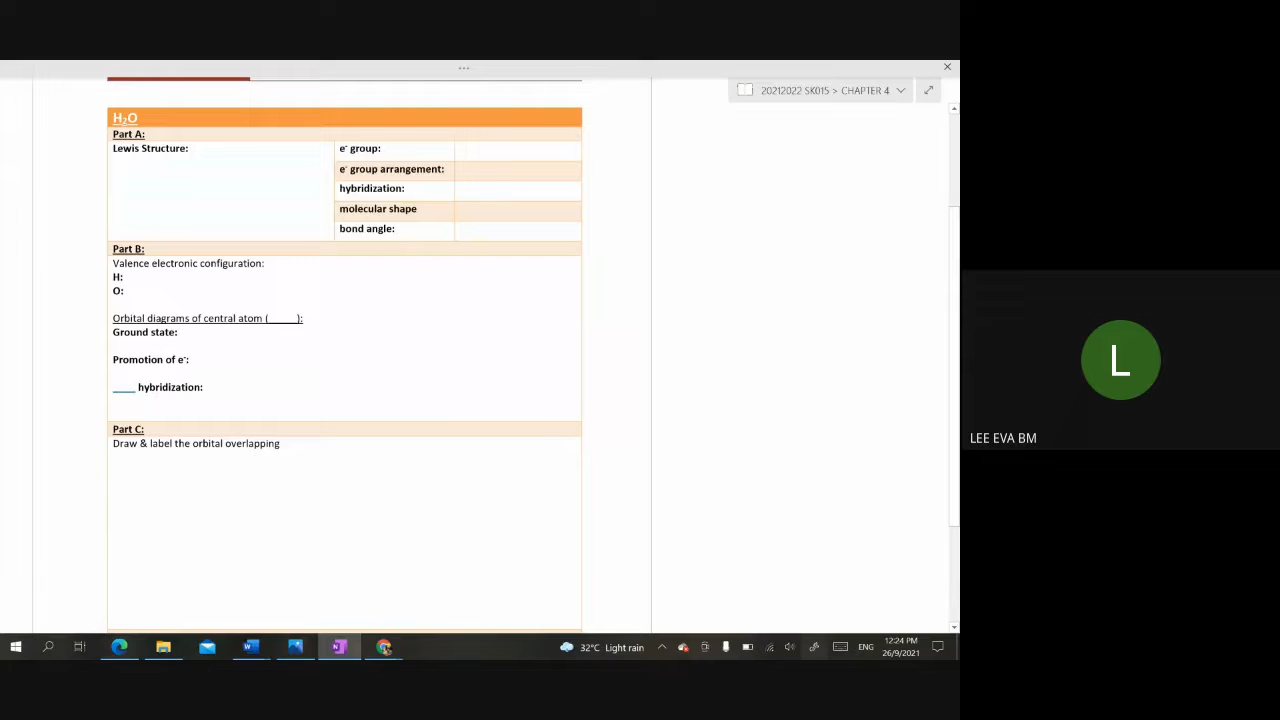 ...
20212022 SK015 > CHAPTER 4
H₂O
Part A:
Lewis Structure:
e⁻ group:
e⁻ group arrangement:
hybridization:
molecular shape
bond angle:
Part B:
Valence electronic configuration:
H:
O:
Orbital diagrams of central atom (_____):
Ground state:
Promotion of e⁻:
____ hybridization:
Part C:
Draw & label the orbital overlapping
L
LEE EVA BM
32°C Light rain
ENG
12:24 PM
26/9/2021